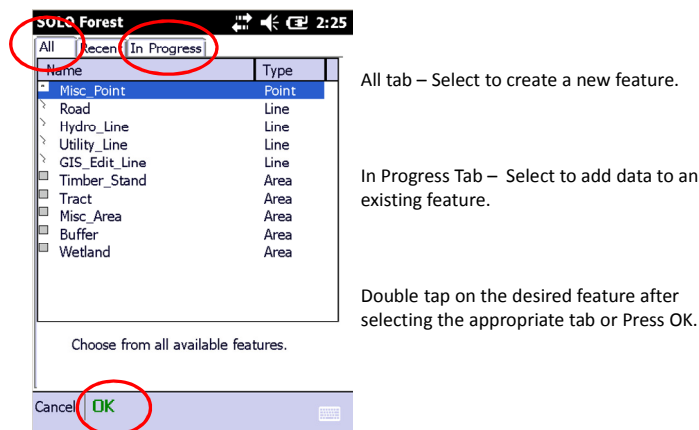 SOLO Forest 2:25
All Recent In Progress
Name Type
Misc_Point Point
Road Line
Hydro_Line Line
Utility_Line Line
GIS_Edit_Line Line
Timber_Stand Area
Tract Area
Misc_Area Area
Buffer Area
Wetland Area
Choose from all available features.
Cancel OK
All tab – Select to create a new feature.
In Progress Tab – Select to add data to an
existing feature.
Double tap on the desired feature after
selecting the appropriate tab or Press OK.